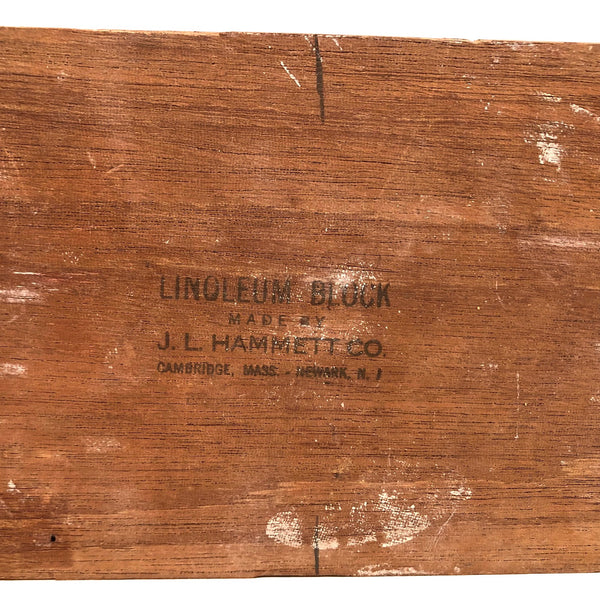 LINOLEUM BLOCK
MADE BY
J. L. HAMMETT CO.
CAMBRIDGE, MASS. - NEWARK, N. J